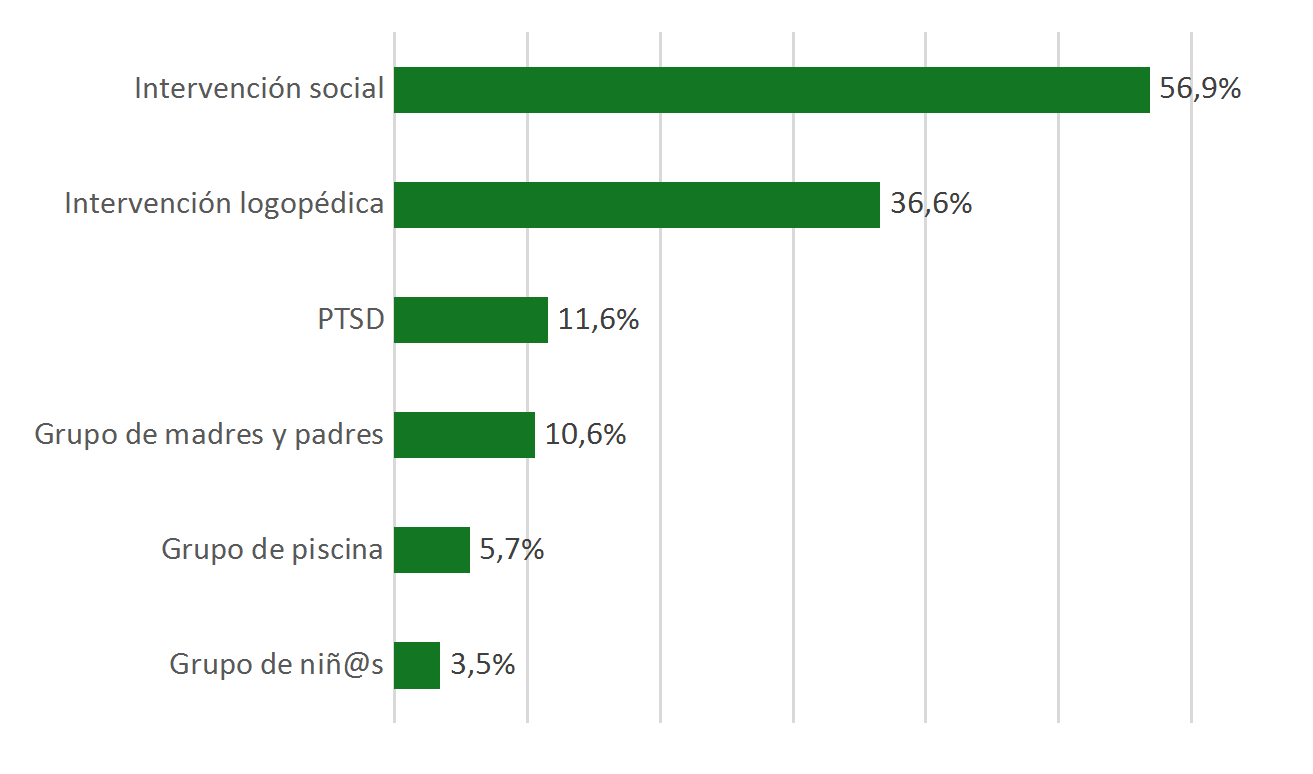 Intervención social 56,9%
Intervención logopédica 36,6%
PTSD 11,6%
Grupo de madres y padres 10,6%
Grupo de piscina 5,7%
Grupo de niñ@s 3,5%